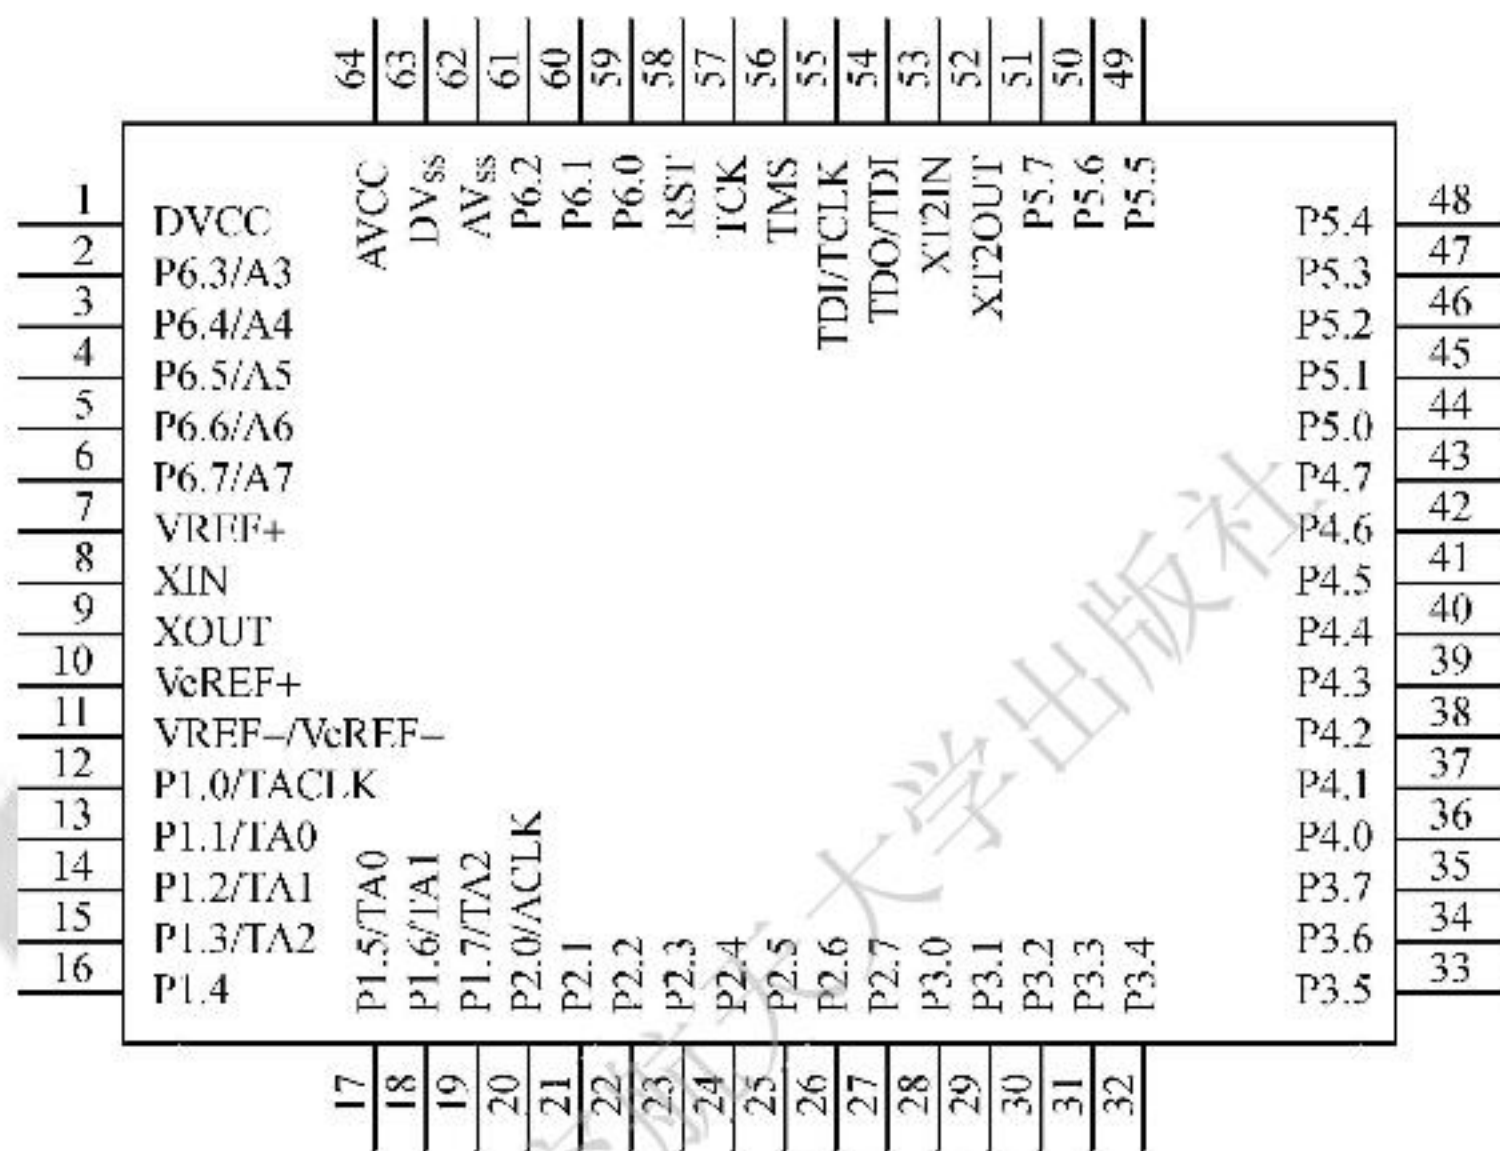 64 63 62 61 60 59 58 57 56 55 54 53 52 51 50 49
AVCC DVss AVss P6.2 P6.1 P6.0 RST TCK TMS TDI/TCLK TDO/TDI XT2IN XT2OUT P5.7 P5.6 P5.5
1 DVCC
2 P6.3/A3
3 P6.4/A4
4 P6.5/A5
5 P6.6/A6
6 P6.7/A7
7 VREF+
8 XIN
9 XOUT
10 VeREF+
11 VREF–/VeREF–
12 P1.0/TACLK
13 P1.1/TA0
14 P1.2/TA1
15 P1.3/TA2
16 P1.4
P5.4 48
P5.3 47
P5.2 46
P5.1 45
P5.0 44
P4.7 43
P4.6 42
P4.5 41
P4.4 40
P4.3 39
P4.2 38
P4.1 37
P4.0 36
P3.7 35
P3.6 34
P3.5 33
P1.5/TA0 P1.6/TA1 P1.7/TA2 P2.0/ACLK P2.1 P2.2 P2.3 P2.4 P2.5 P2.6 P2.7 P3.0 P3.1 P3.2 P3.3 P3.4
17 18 19 20 21 22 23 24 25 26 27 28 29 30 31 32
航天大学出版社